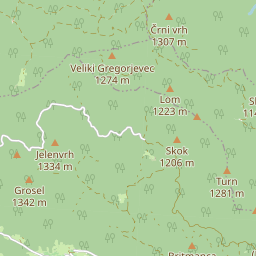 Črni vrh
1307 m
Veliki Gregorjevec
1274 m
Lom
1223 m
Jelenvrh
1334 m
Skok
1206 m
Grosel
1342 m
Turn
1281 m